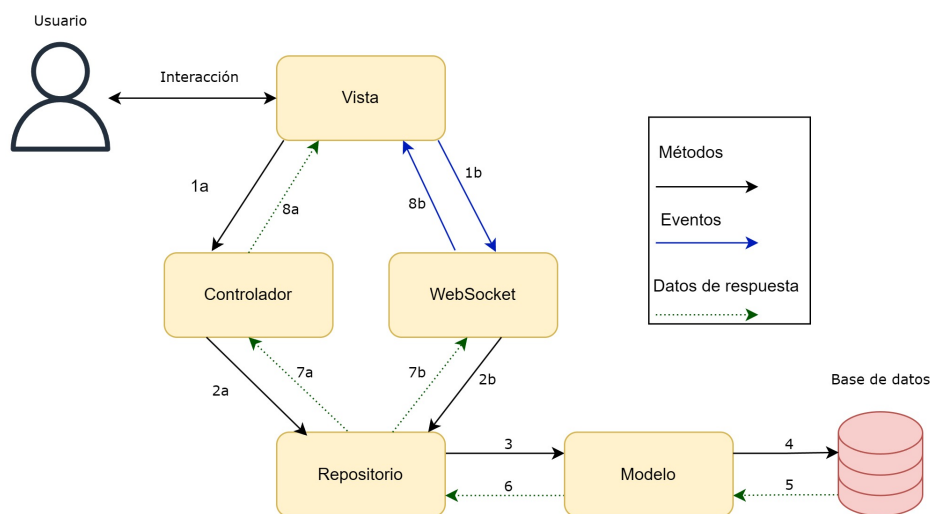 Usuario
Interacción
Vista
1a
8a
8b
1b
Métodos
Eventos
Datos de respuesta
Controlador
WebSocket
2a
7a
7b
2b
Base de datos
Repositorio
3
6
Modelo
4
5